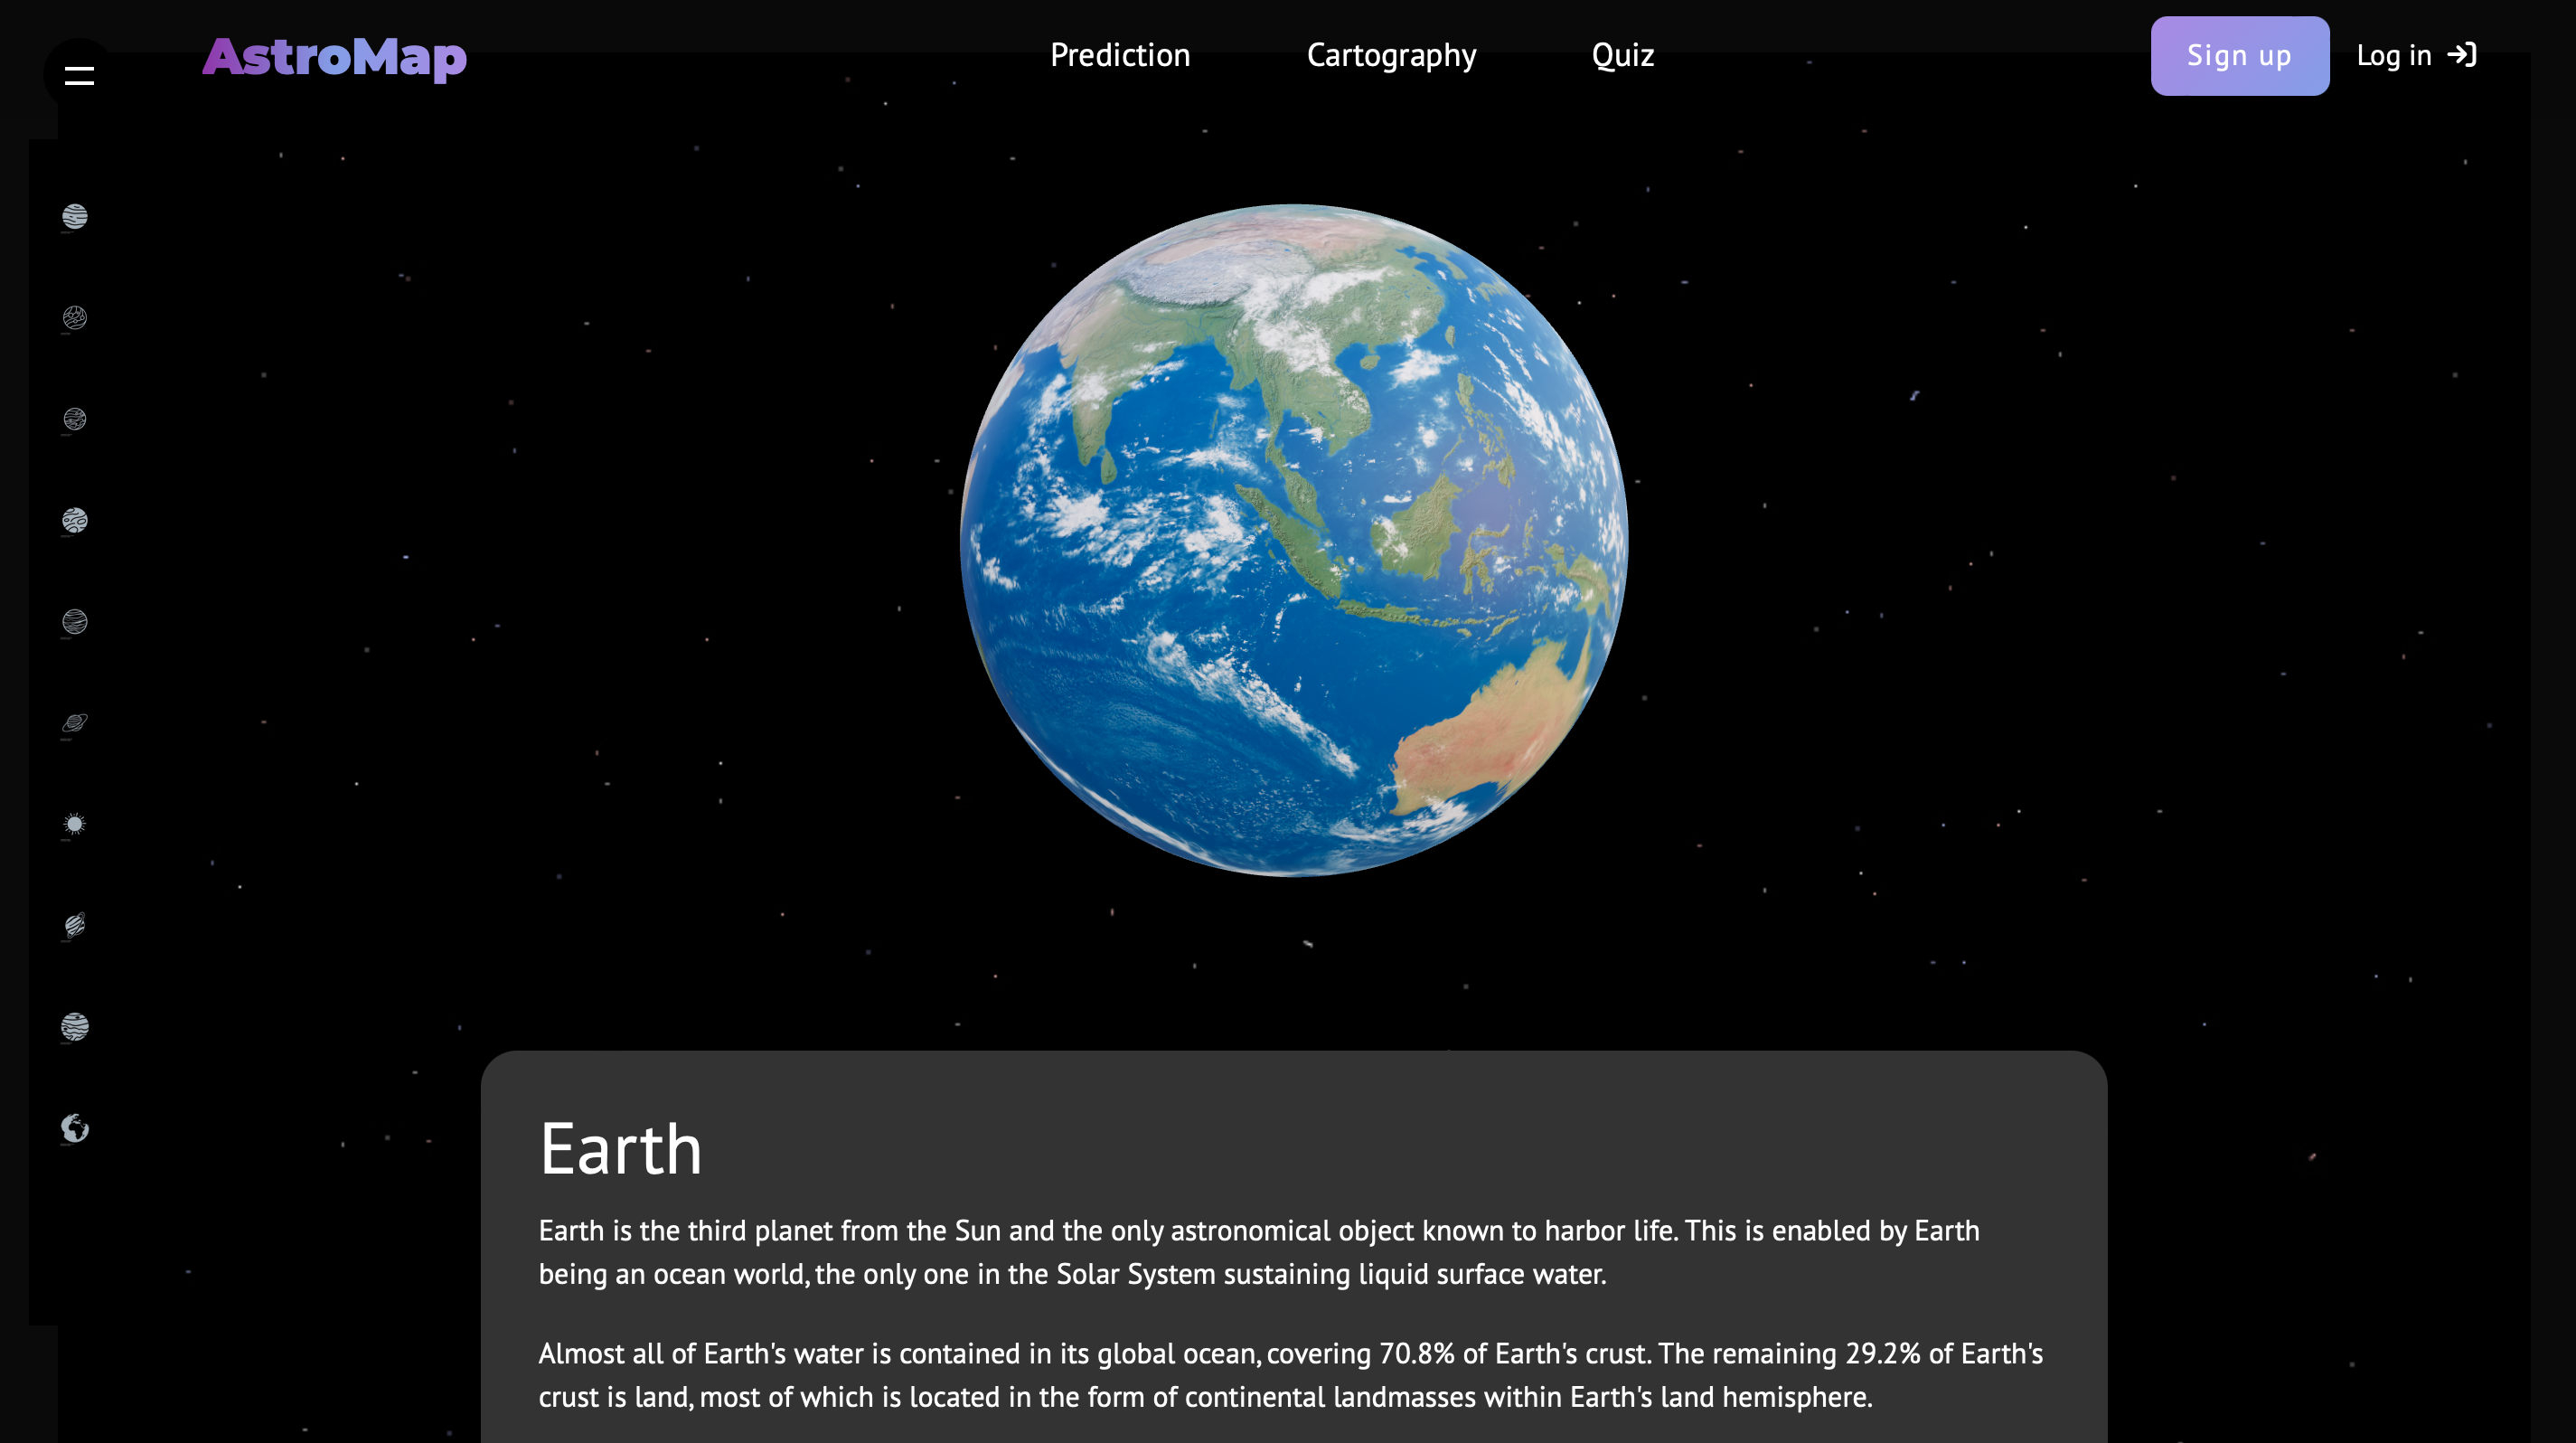 AstroMap
Prediction
Cartography
Quiz
Sign up
Log in
Earth
Earth is the third planet from the Sun and the only astronomical object known to harbor life. This is enabled by Earth
being an ocean world, the only one in the Solar System sustaining liquid surface water.
Almost all of Earth's water is contained in its global ocean, covering 70.8% of Earth's crust. The remaining 29.2% of Earth's
crust is land, most of which is located in the form of continental landmasses within Earth's land hemisphere.